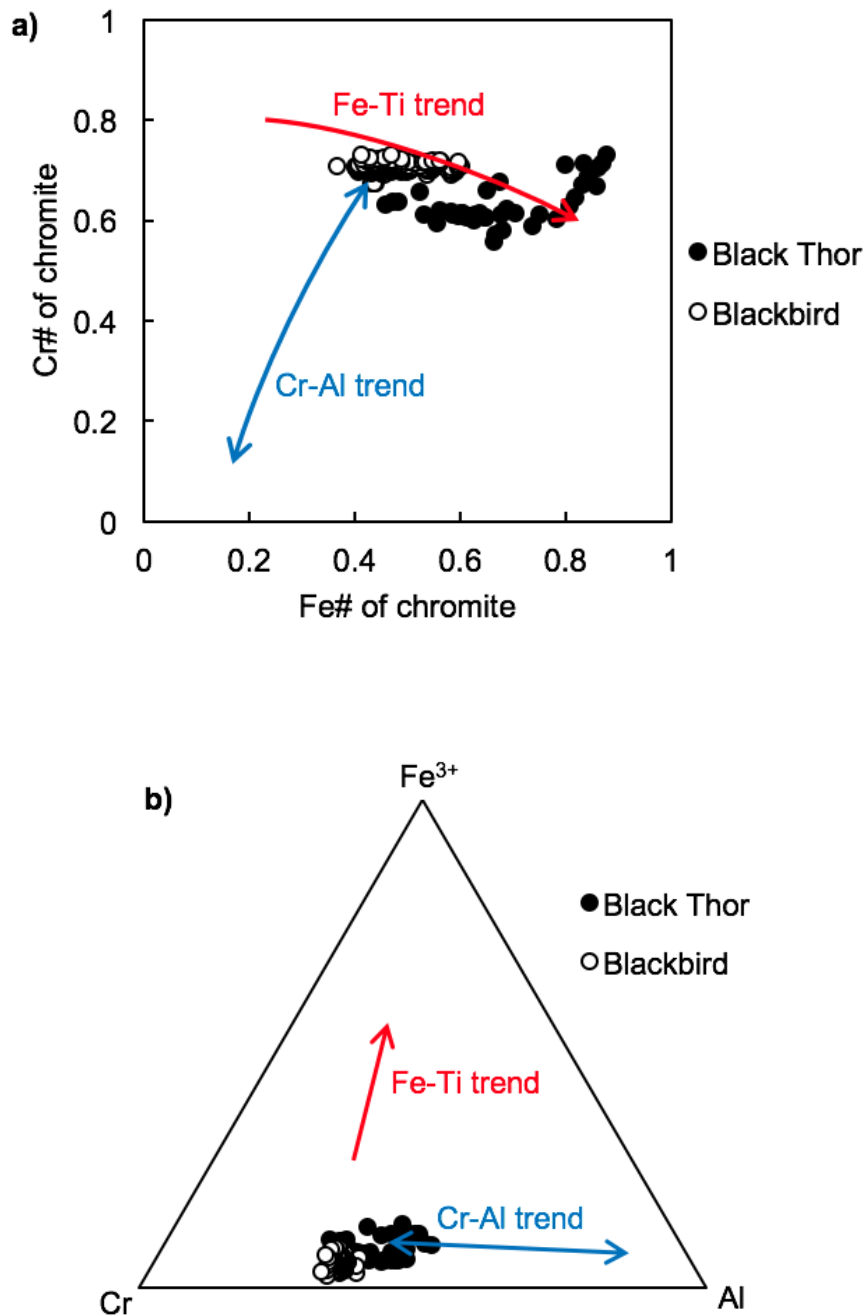 a)
1
0.8
0.6
0.4
0.2
0
Cr# of chromite
Fe-Ti trend
Cr-Al trend
Black Thor
Blackbird
0 0.2 0.4 0.6 0.8 1
Fe# of chromite
b)
Fe³⁺
Black Thor
Blackbird
Fe-Ti trend
Cr-Al trend
Cr Al